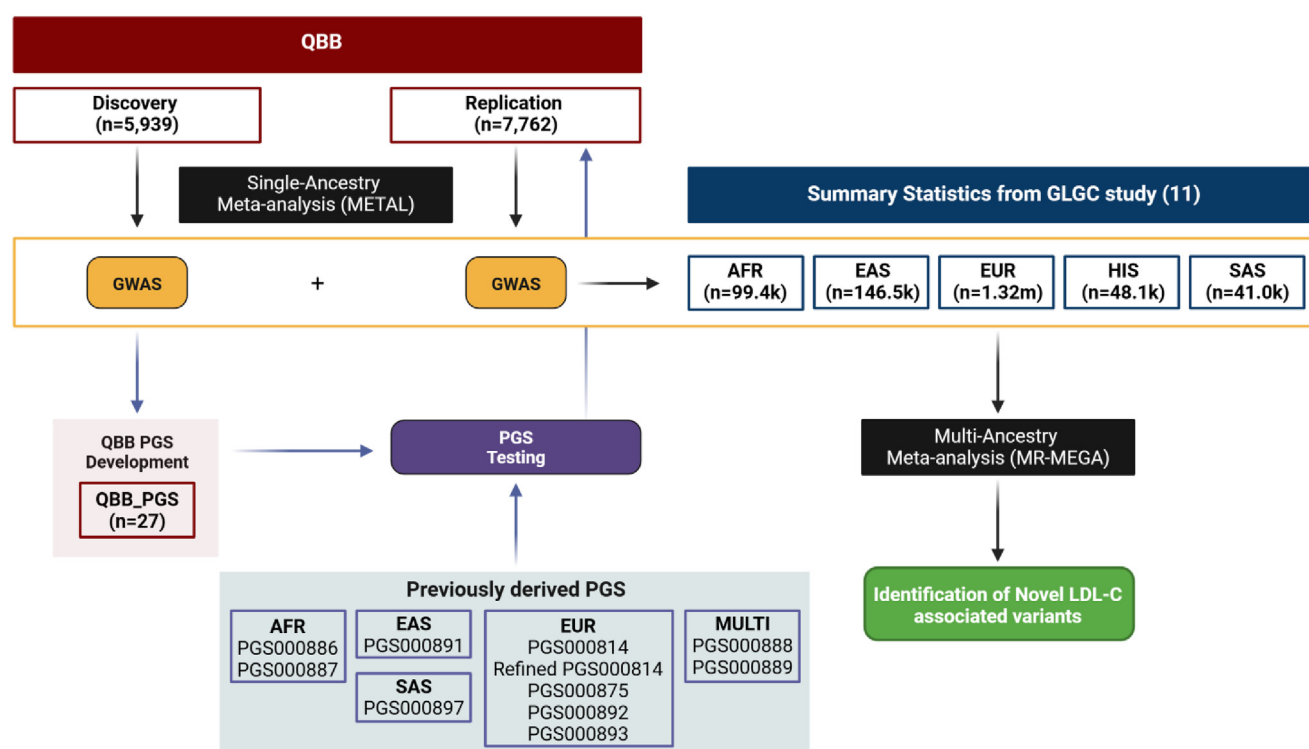 QBB
Discovery
(n=5,939)
Replication
(n=7,762)
Single-Ancestry
Meta-analysis (METAL)
Summary Statistics from GLGC study (11)
GWAS
+
GWAS
AFR
(n=99.4k)
EAS
(n=146.5k)
EUR
(n=1.32m)
HIS
(n=48.1k)
SAS
(n=41.0k)
QBB PGS
Development
QBB_PGS
(n=27)
PGS
Testing
Multi-Ancestry
Meta-analysis (MR-MEGA)
Identification of Novel LDL-C
associated variants
Previously derived PGS
AFR
PGS000886
PGS000887
EAS
PGS000891
SAS
PGS000897
EUR
PGS000814
Refined PGS000814
PGS000875
PGS000892
PGS000893
MULTI
PGS000888
PGS000889